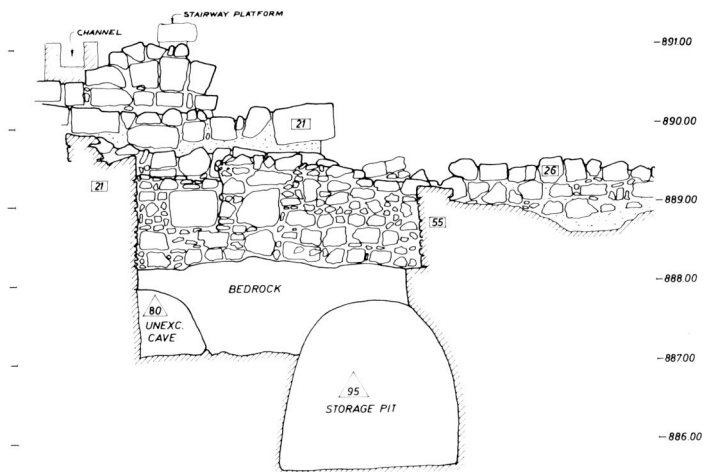 STAIRWAY PLATFORM
CHANNEL
891.00
890.00
21
26
21
889.00
55
888.00
BEDROCK
80
UNEXC.
CAVE
887.00
95
STORAGE PIT
886.00